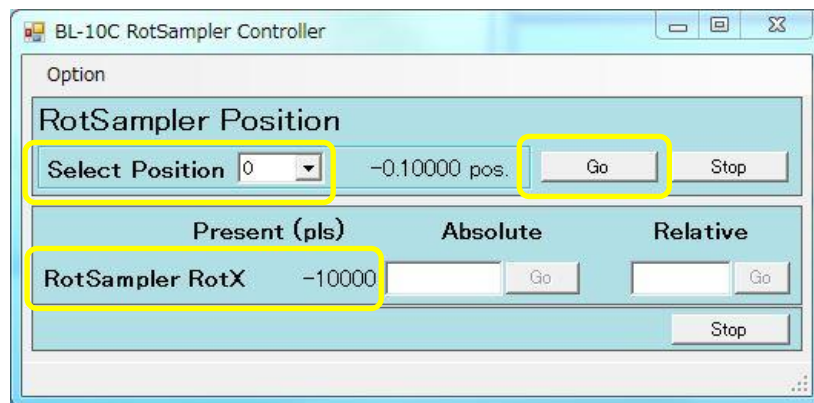 BL-10C RotSampler Controller
Option
RotSampler Position
Select Position 0 -0.10000 pos. Go Stop
Present (pls) Absolute Relative
RotSampler RotX -10000 Go Go
Stop